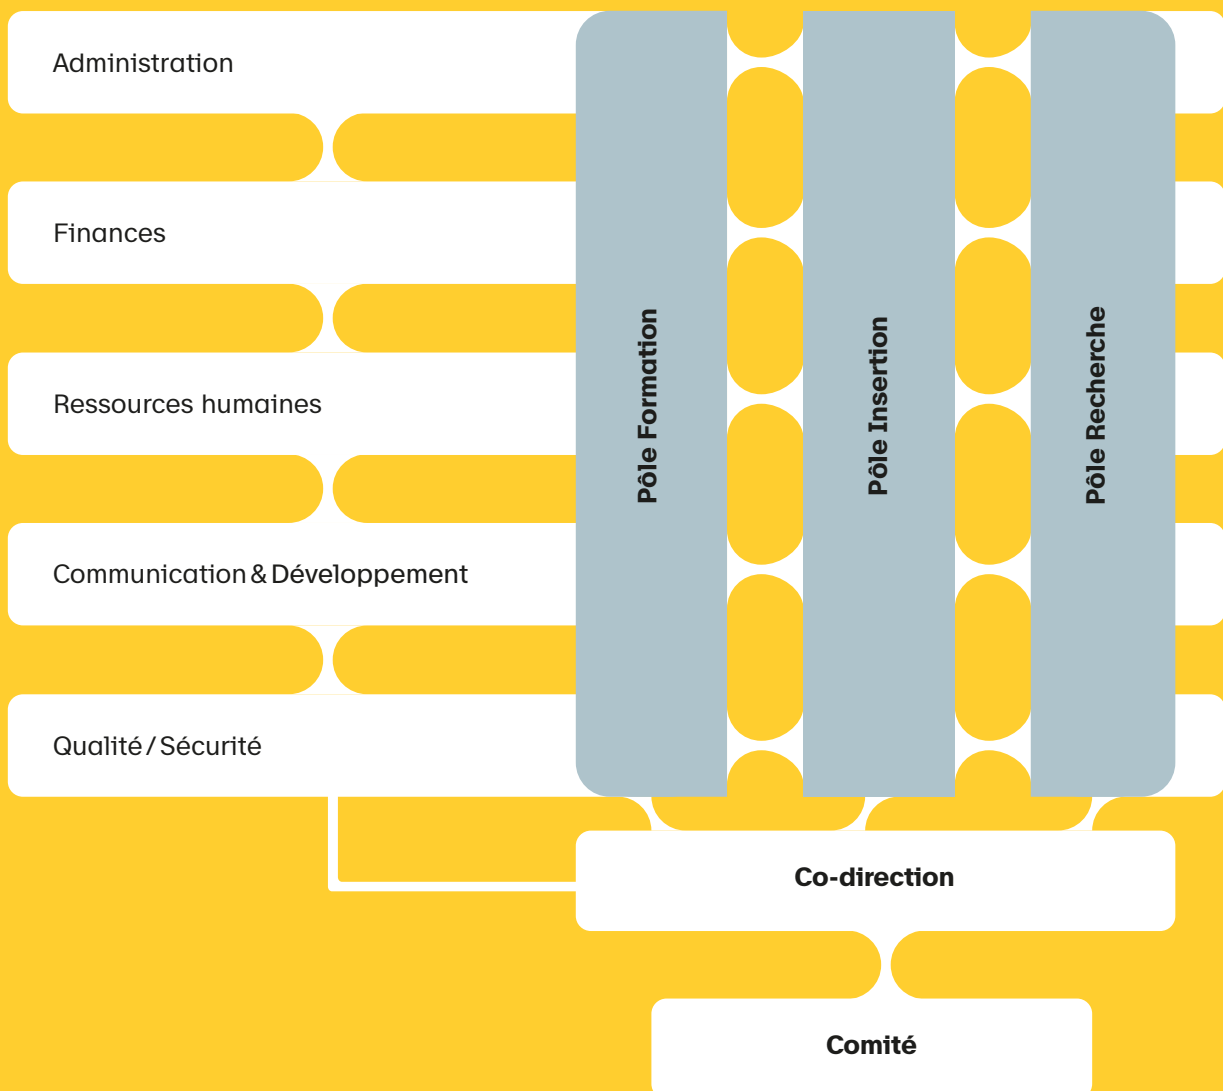 Administration
Finances
Ressources humaines
Communication & Développement
Qualité / Sécurité
Pôle Formation
Pôle Insertion
Pôle Recherche
Co-direction
Comité